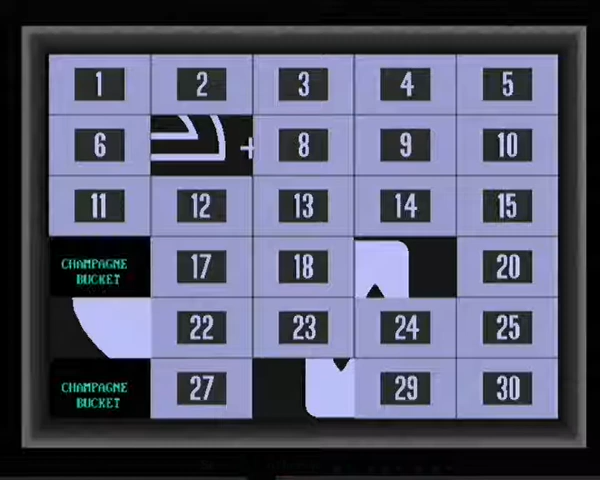 1 2 3 4 5
6 + 8 9 10
11 12 13 14 15
CHAMPAGNE
BUCKET
17 18 20
22 23 24 25
CHAMPAGNE
BUCKET
27 29 30